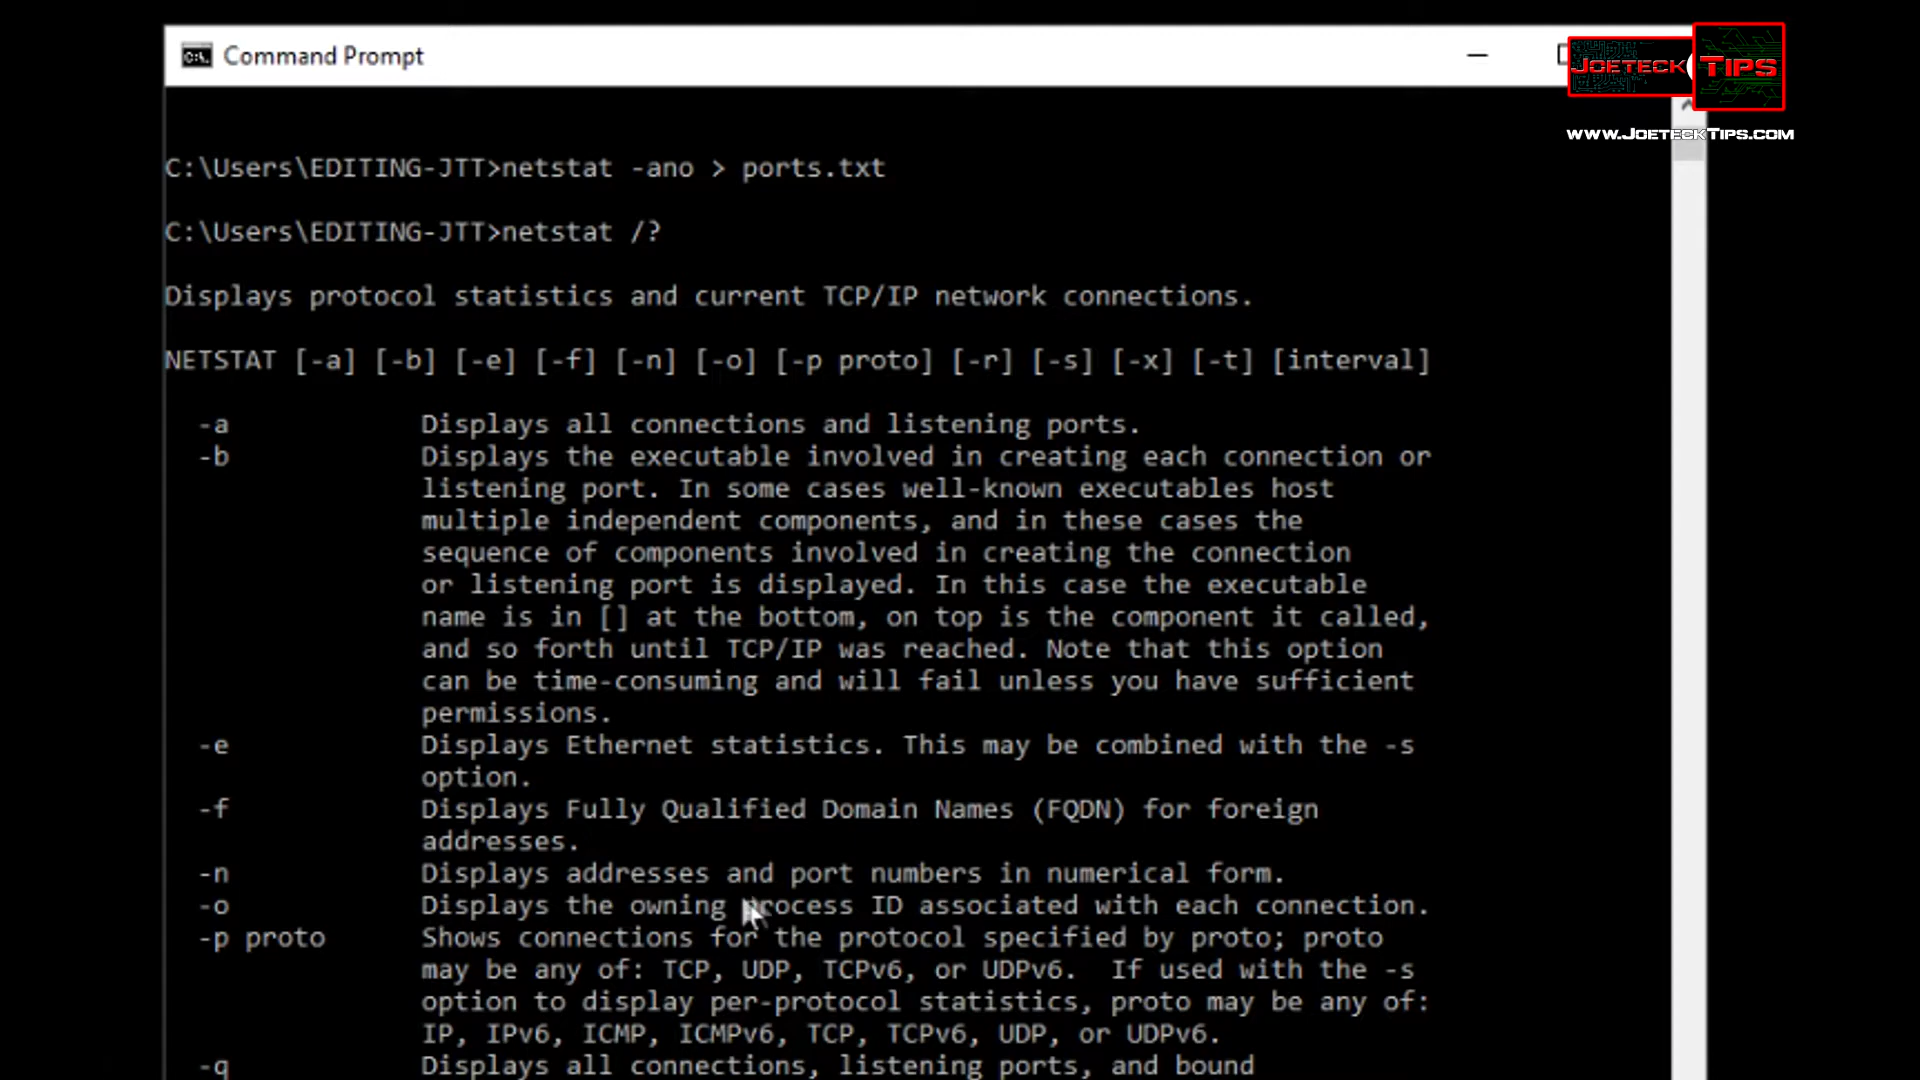 Command Prompt
JOETECK TIPS
www.JoeteckTips.com
C:\Users\EDITING-JTT>netstat -ano > ports.txt
C:\Users\EDITING-JTT>netstat /?
Displays protocol statistics and current TCP/IP network connections.
NETSTAT [-a] [-b] [-e] [-f] [-n] [-o] [-p proto] [-r] [-s] [-x] [-t] [interval]
-a Displays all connections and listening ports.
-b Displays the executable involved in creating each connection or
listening port. In some cases well-known executables host
multiple independent components, and in these cases the
sequence of components involved in creating the connection
or listening port is displayed. In this case the executable
name is in [] at the bottom, on top is the component it called,
and so forth until TCP/IP was reached. Note that this option
can be time-consuming and will fail unless you have sufficient
permissions.
-e Displays Ethernet statistics. This may be combined with the -s
option.
-f Displays Fully Qualified Domain Names (FQDN) for foreign
addresses.
-n Displays addresses and port numbers in numerical form.
-o Displays the owning process ID associated with each connection.
-p proto Shows connections for the protocol specified by proto; proto
may be any of: TCP, UDP, TCPv6, or UDPv6. If used with the -s
option to display per-protocol statistics, proto may be any of:
IP, IPv6, ICMP, ICMPv6, TCP, TCPv6, UDP, or UDPv6.
-q Displays all connections, listening ports, and bound